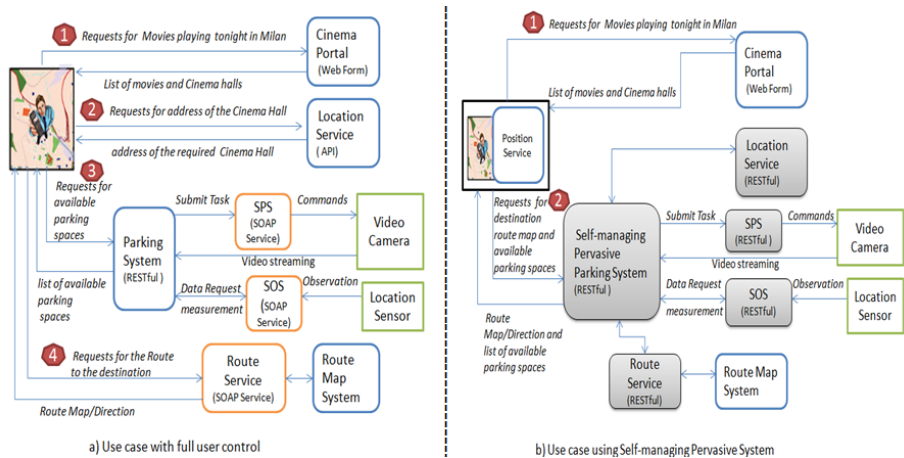 1
Requests for Movies playing tonight in Milan
Cinema
Portal
(Web Form)
List of movies and Cinema halls
2
Requests for address of the Cinema Hall
Location
Service
( API)
address of the required Cinema Hall
3
Requests for
available
parking
spaces
Submit Task
SPS
(SOAP
Service)
Commands
Video
Camera
Parking
System
(RESTful )
Video streaming
list of available
parking
spaces
Data Request
measurement
SOS
(SOAP
Service)
Observation
Location
Sensor
4
Requests for the Route
to the destination
Route
Service
(SOAP Service)
Route
Map
System
Route Map/Direction
a) Use case with full user control
1
Requests for Movies playing tonight in Milan
Cinema
Portal
(Web Form)
List of movies and Cinema halls
Position
Service
Location
Service
(RESTful)
2
Requests for
destination
route map and
available
parking spaces
Self-managing
Pervasive
Parking System
(RESTful )
Submit Task
SPS
(RESTful )
Commands
Video
Camera
Video streaming
Data Request
measurement
SOS
(RESTful)
Observation
Location
Sensor
Route
Map/Direction and
list of available
parking spaces
Route
Service
(RESTful)
Route Map
System
b) Use case using Self-managing Pervasive System